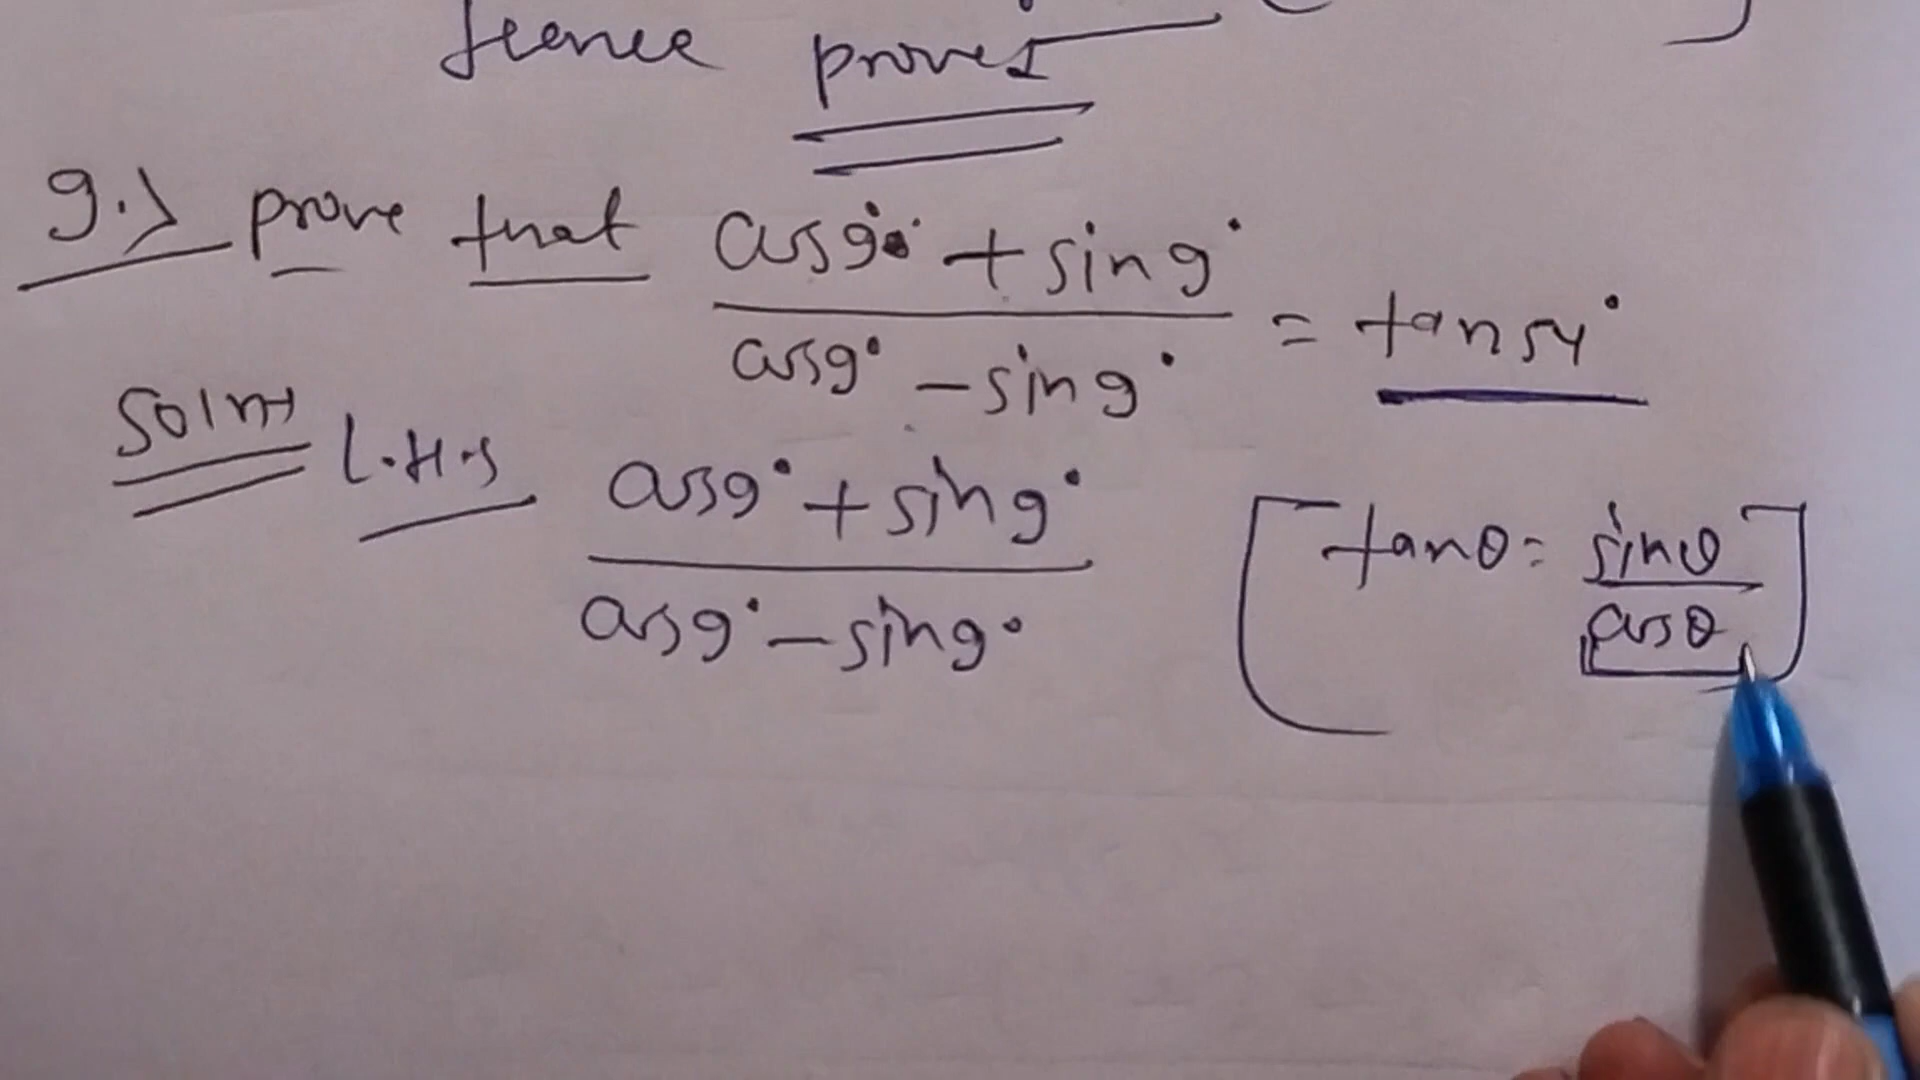 Hence proved
9.> prove that (cos9° + sin9°)/(cos9° - sin9°) = tan54°
Soln→ L.H.S (cos9° + sin9°)/(cos9° - sin9°) [tanθ = sinθ/cosθ]